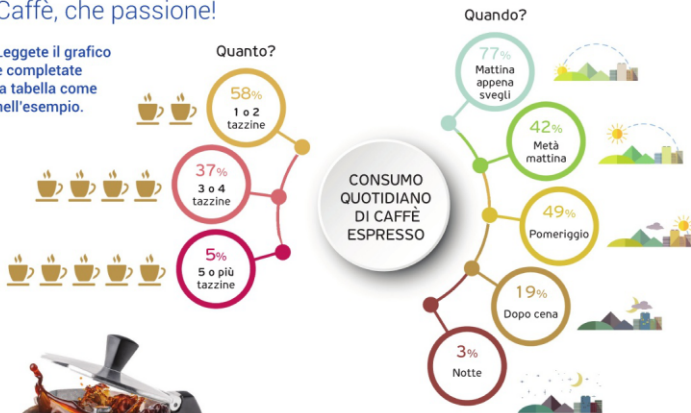 Caffè, che passione!
Leggete il grafico
e completate
la tabella come
nell'esempio.
Quanto?
58%
1 o 2
tazzine
37%
3 o 4
tazzine
5%
5 o più
tazzine
CONSUMO
QUOTIDIANO
DI CAFFÈ
ESPRESSO
Quando?
77%
Mattina
appena
svegli
42%
Metà
mattina
49%
Pomeriggio
19%
Dopo cena
3%
Notte